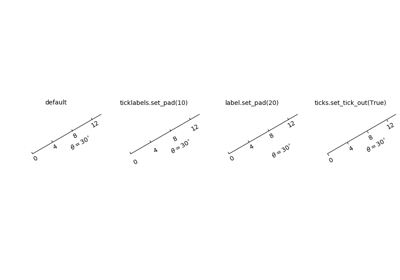 default
0 4 8 12
θ = 30°
ticklabels.set_pad(10)
0 4 8 12
θ = 30°
label.set_pad(20)
0 4 8 12
θ = 30°
ticks.set_tick_out(True)
0 4 8 12
θ = 30°